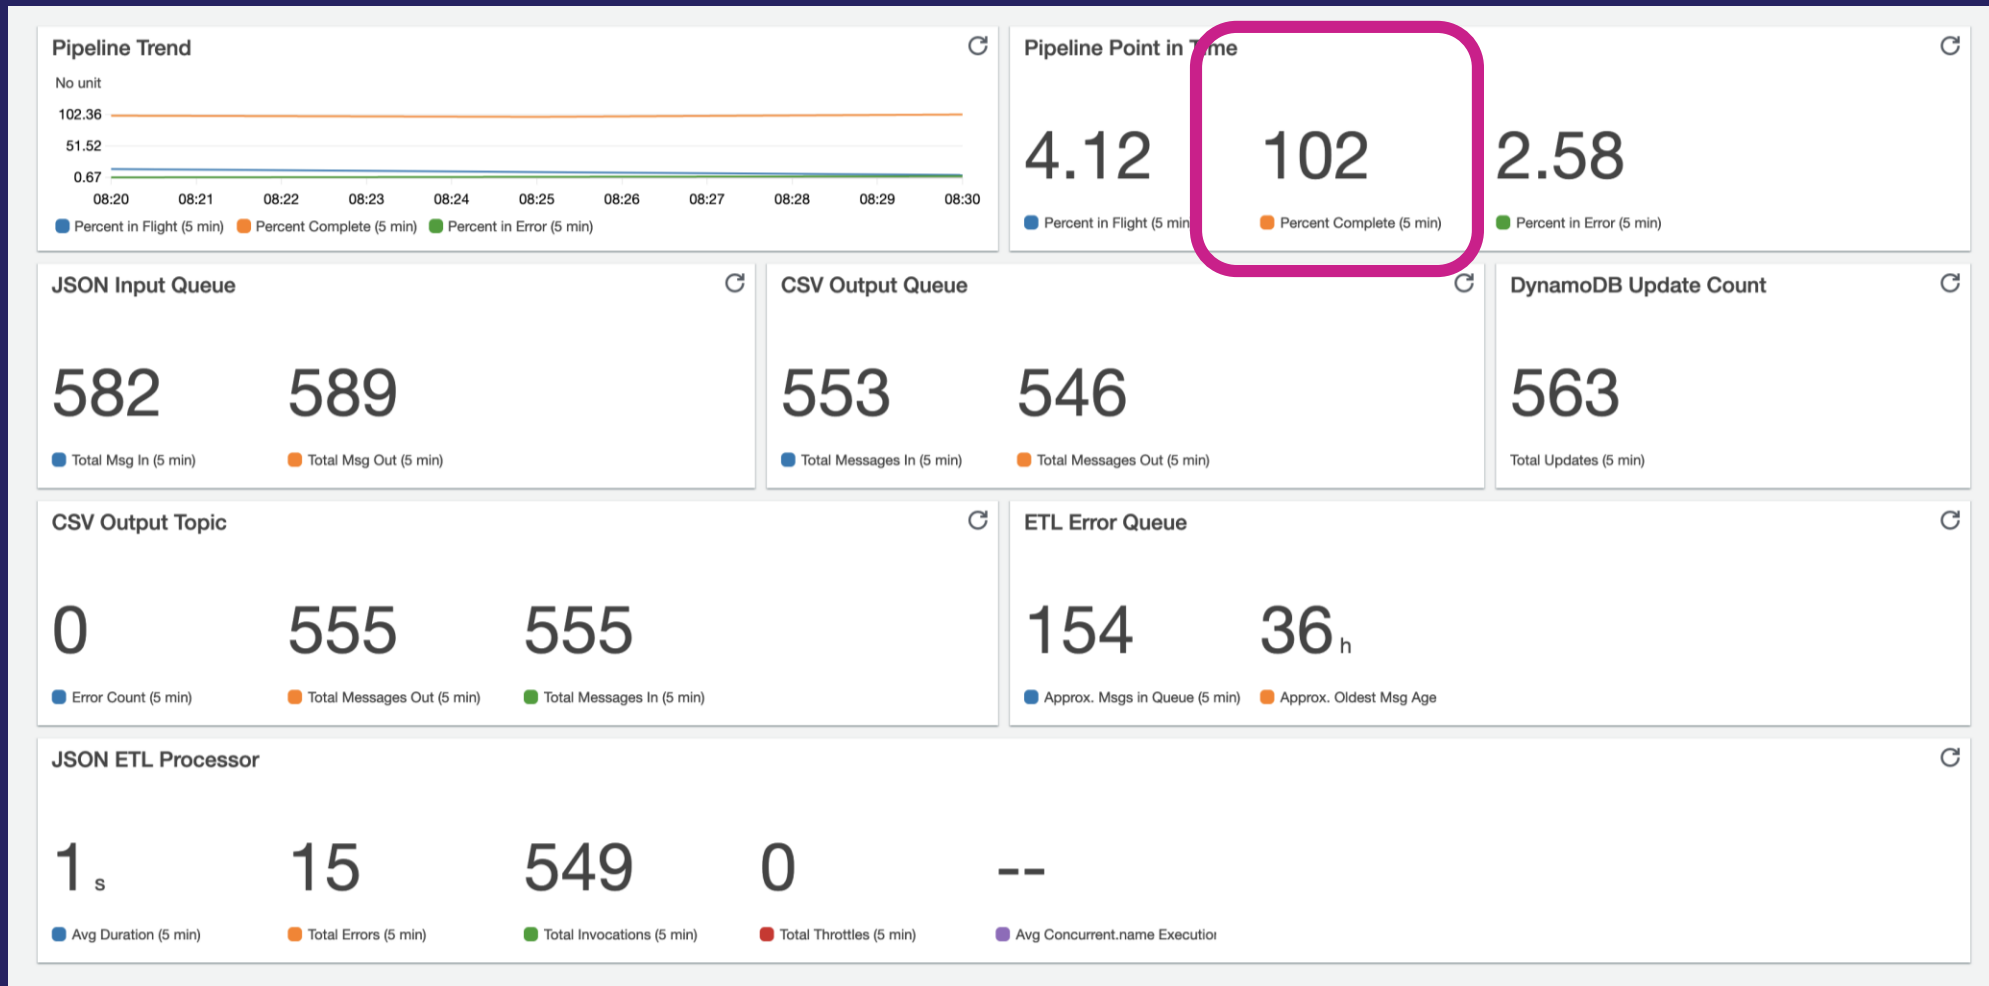 Pipeline Trend
No unit
102.36
51.52
0.67
08:20 08:21 08:22 08:23 08:24 08:25 08:26 08:27 08:28 08:29 08:30
Percent in Flight (5 min) Percent Complete (5 min) Percent in Error (5 min)
Pipeline Point in Time
4.12 102 2.58
Percent in Flight (5 min Percent Complete (5 min) Percent in Error (5 min)
JSON Input Queue
582 589
Total Msg In (5 min) Total Msg Out (5 min)
CSV Output Queue
553 546
Total Messages In (5 min) Total Messages Out (5 min)
DynamoDB Update Count
563
Total Updates (5 min)
CSV Output Topic
0 555 555
Error Count (5 min) Total Messages Out (5 min) Total Messages In (5 min)
ETL Error Queue
154 36 h
Approx. Msgs in Queue (5 min) Approx. Oldest Msg Age
JSON ETL Processor
1 s 15 549 0 --
Avg Duration (5 min) Total Errors (5 min) Total Invocations (5 min) Total Throttles (5 min) Avg Concurrent.name Execution